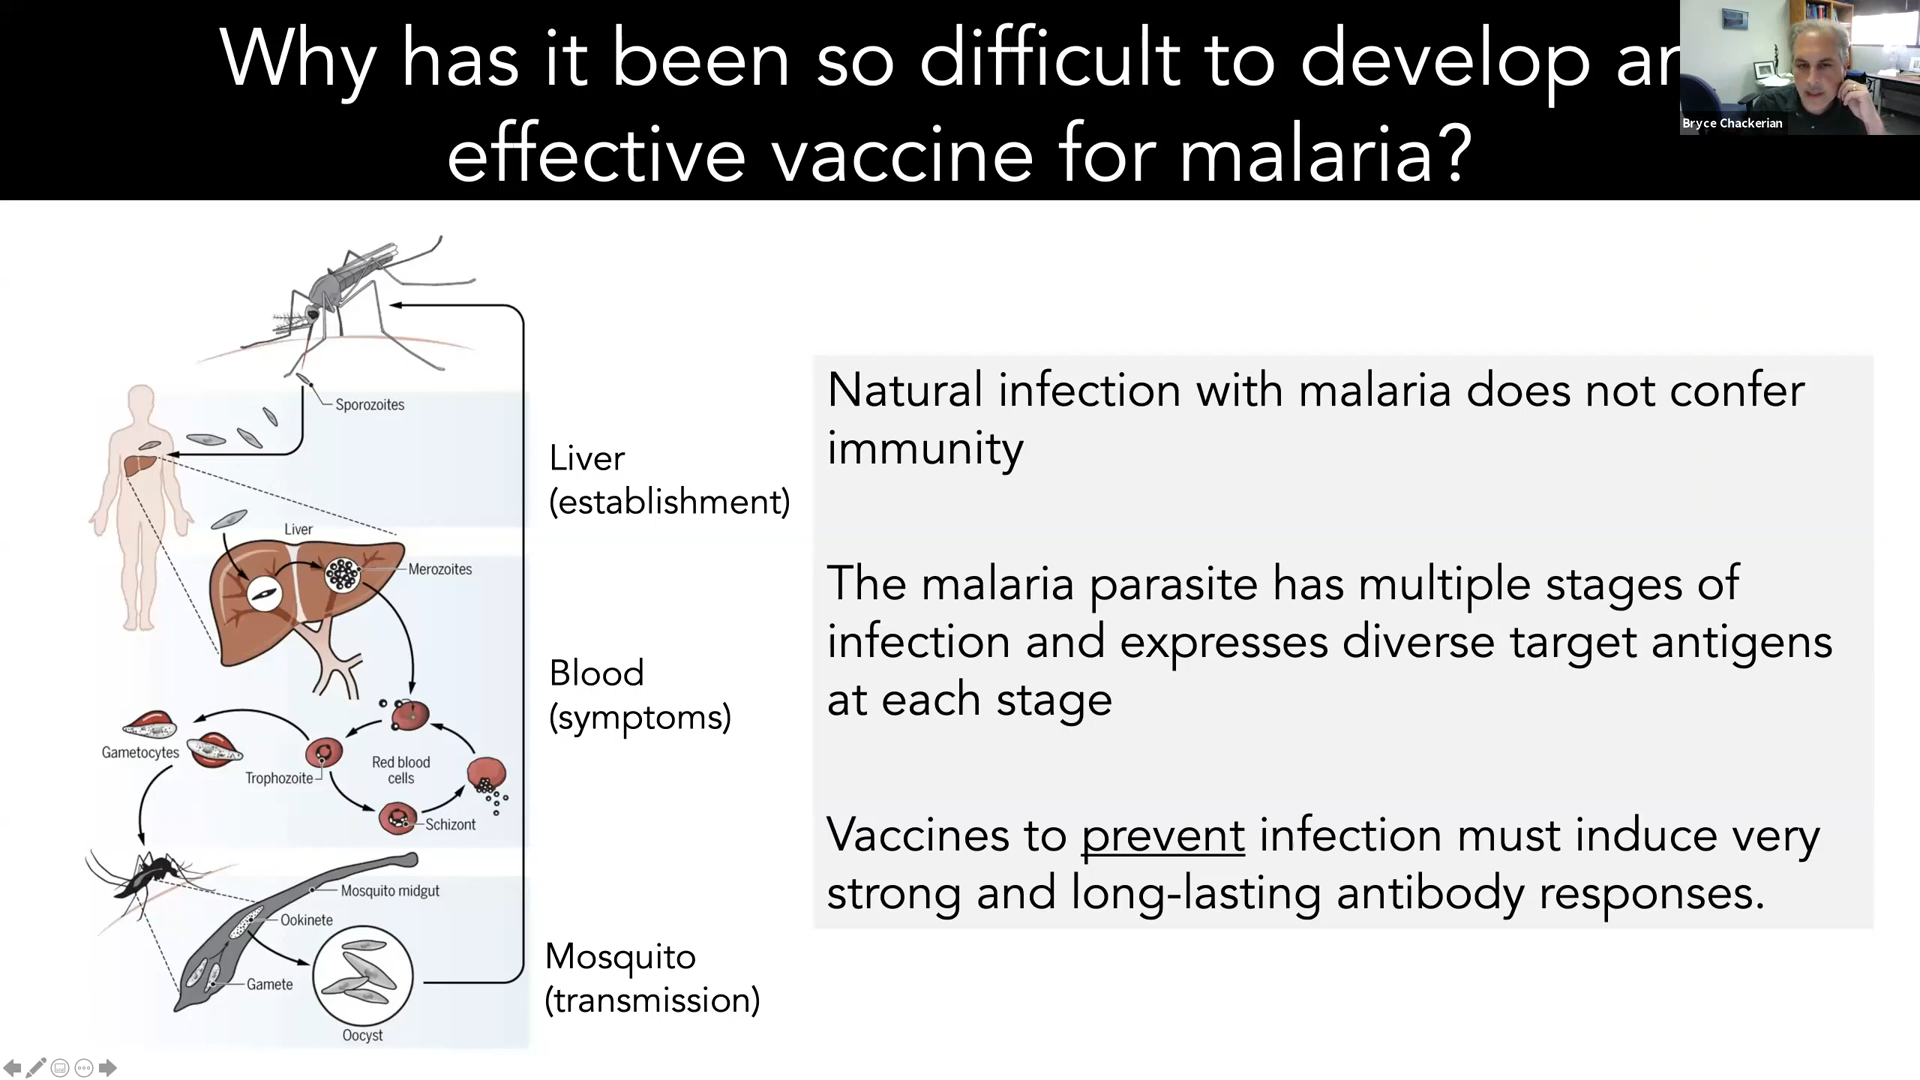 Why has it been so difficult to develop an
effective vaccine for malaria?
Bryce Chackerian
Sporozoites
Liver
(establishment)
Liver
Merozoites
Blood
(symptoms)
Gametocytes
Trophozoite
Red blood
cells
Schizont
Mosquito midgut
Ookinete
Gamete
Oocyst
Mosquito
(transmission)
Natural infection with malaria does not confer
immunity
The malaria parasite has multiple stages of
infection and expresses diverse target antigens
at each stage
Vaccines to prevent infection must induce very
strong and long-lasting antibody responses.